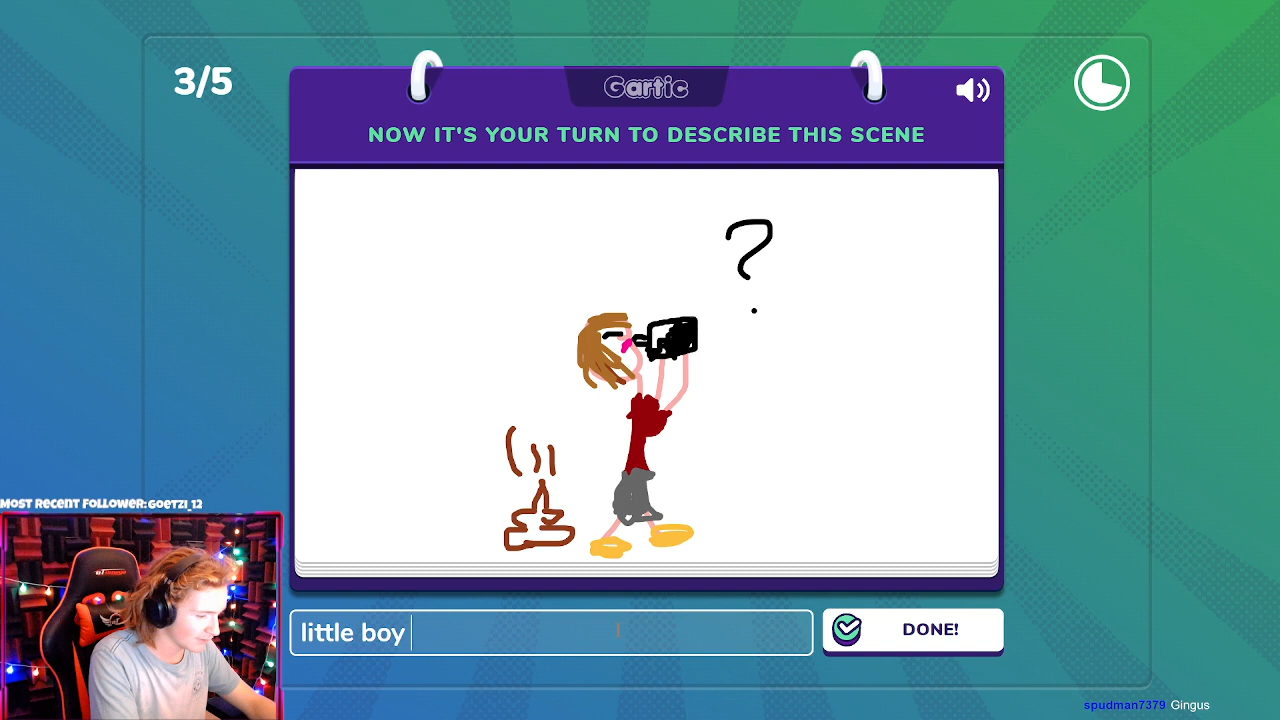 3/5
Gartic
NOW IT'S YOUR TURN TO DESCRIBE THIS SCENE
?
MOST RECENT FOLLOWER: GOETZI_12
little boy
DONE!
spudman7379 Gingus